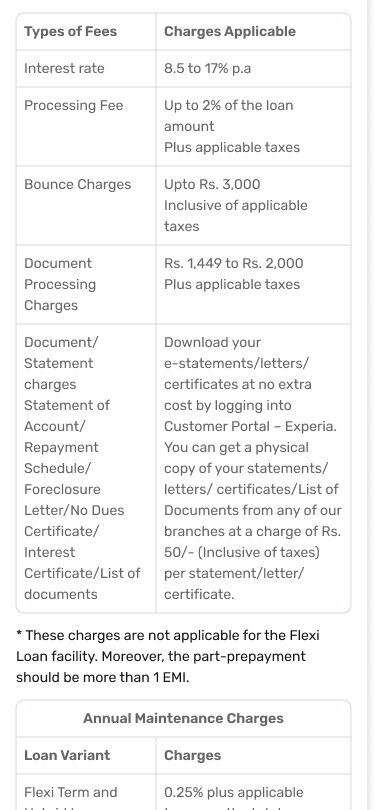 Types of Fees
Charges Applicable
Interest rate
8.5 to 17% p.a
Processing Fee
Up to 2% of the loan
amount
Plus applicable taxes
Bounce Charges
Upto Rs. 3,000
Inclusive of applicable
taxes
Document
Processing
Charges
Rs. 1,449 to Rs. 2,000
Plus applicable taxes
Document/
Statement
charges
Statement of
Account/
Repayment
Schedule/
Foreclosure
Letter/No Dues
Certificate/
Interest
Certificate/List of
documents
Download your
e-statements/letters/
certificates at no extra
cost by logging into
Customer Portal – Experia.
You can get a physical
copy of your statements/
letters/ certificates/List of
Documents from any of our
branches at a charge of Rs.
50/- (Inclusive of taxes)
per statement/letter/
certificate.
* These charges are not applicable for the Flexi
Loan facility. Moreover, the part-prepayment
should be more than 1 EMI.
Annual Maintenance Charges
Loan Variant
Charges
Flexi Term and
0.25% plus applicable